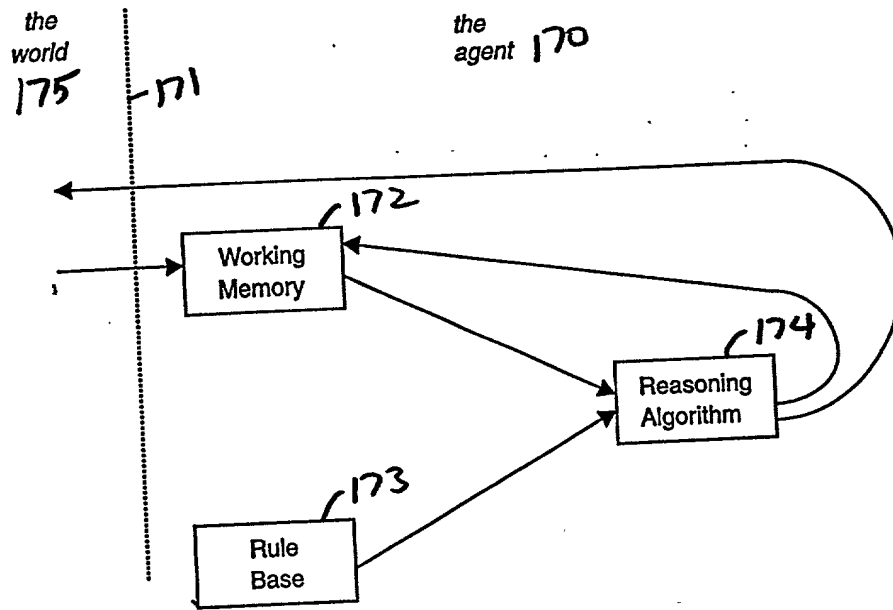 the
world
175
171
the
agent 170
172
Working
Memory
174
Reasoning
Algorithm
173
Rule
Base